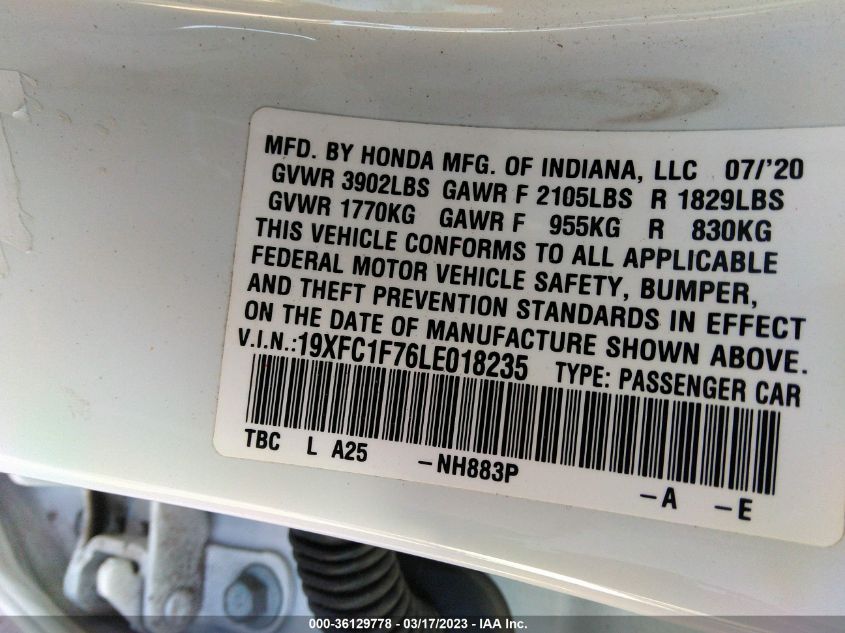 MFD. BY HONDA MFG. OF INDIANA, LLC 07/'20
GVWR 3902LBS GAWR F 2105LBS R 1829LBS
GVWR 1770KG GAWR F 955KG R 830KG
THIS VEHICLE CONFORMS TO ALL APPLICABLE
FEDERAL MOTOR VEHICLE SAFETY, BUMPER,
AND THEFT PREVENTION STANDARDS IN EFFECT
ON THE DATE OF MANUFACTURE SHOWN ABOVE.
V.I.N.:19XFC1F76LE018235 TYPE: PASSENGER CAR
TBC L A25 -NH883P -A -E
000-36129778 - 03/17/2023 - IAA Inc.